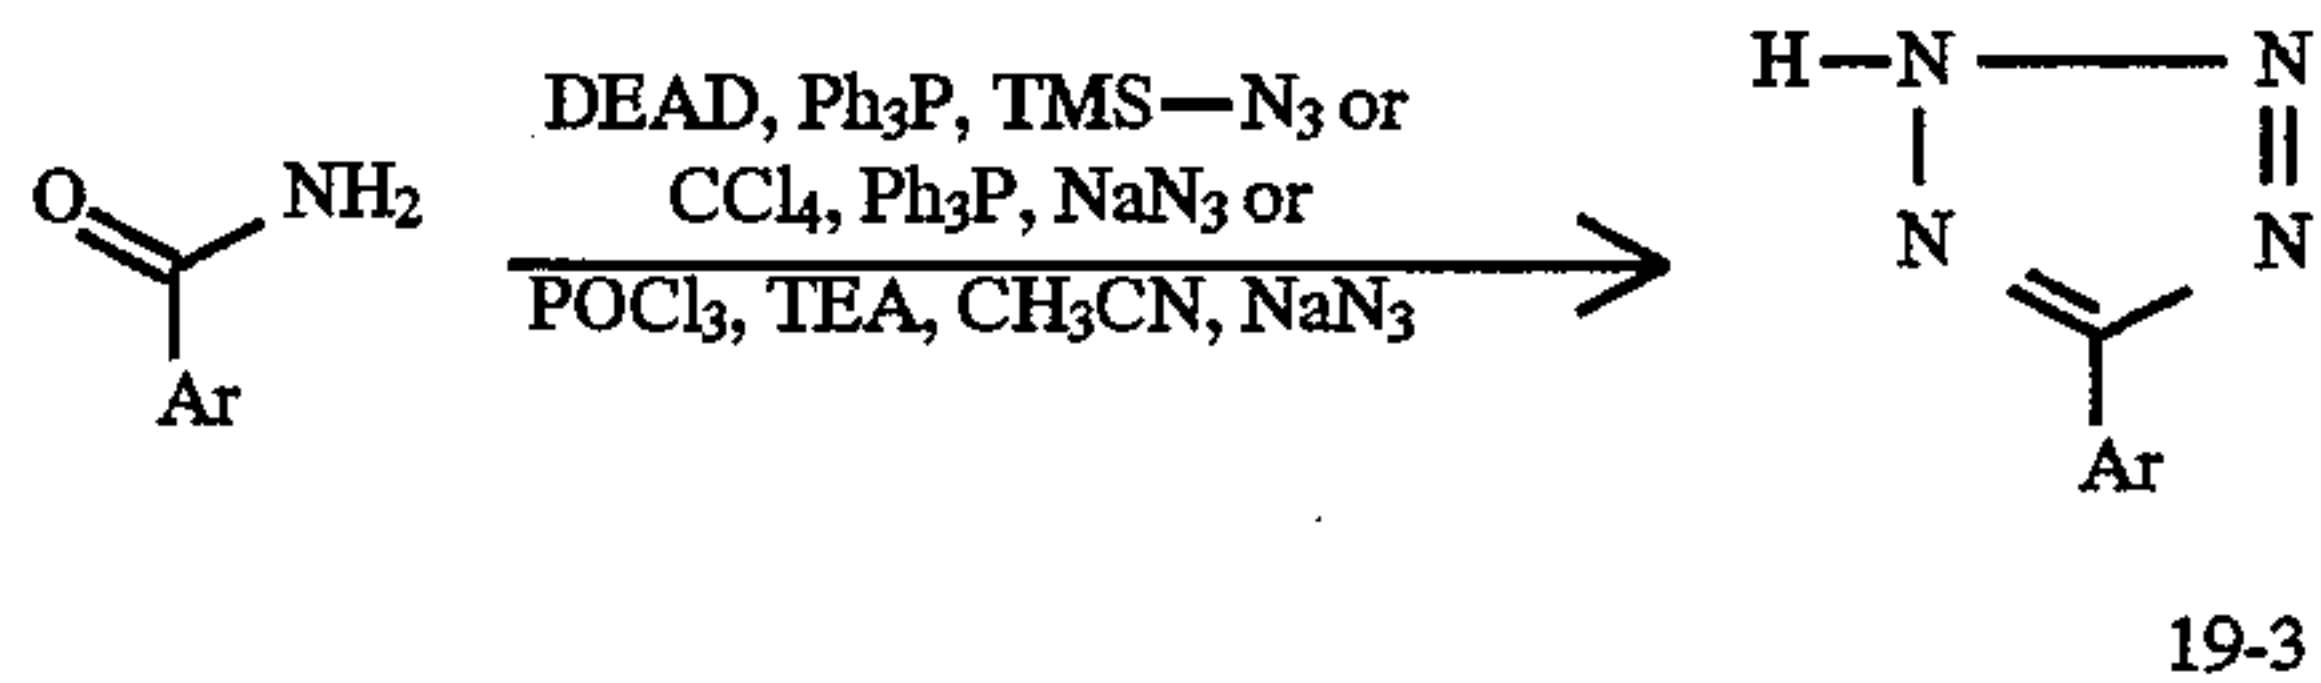 DEAD, Ph3P, TMS—N3 or
CCl4, Ph3P, NaN3 or
POCl3, TEA, CH3CN, NaN3
O
NH2
Ar
H—N
N
N
N
Ar
19-3